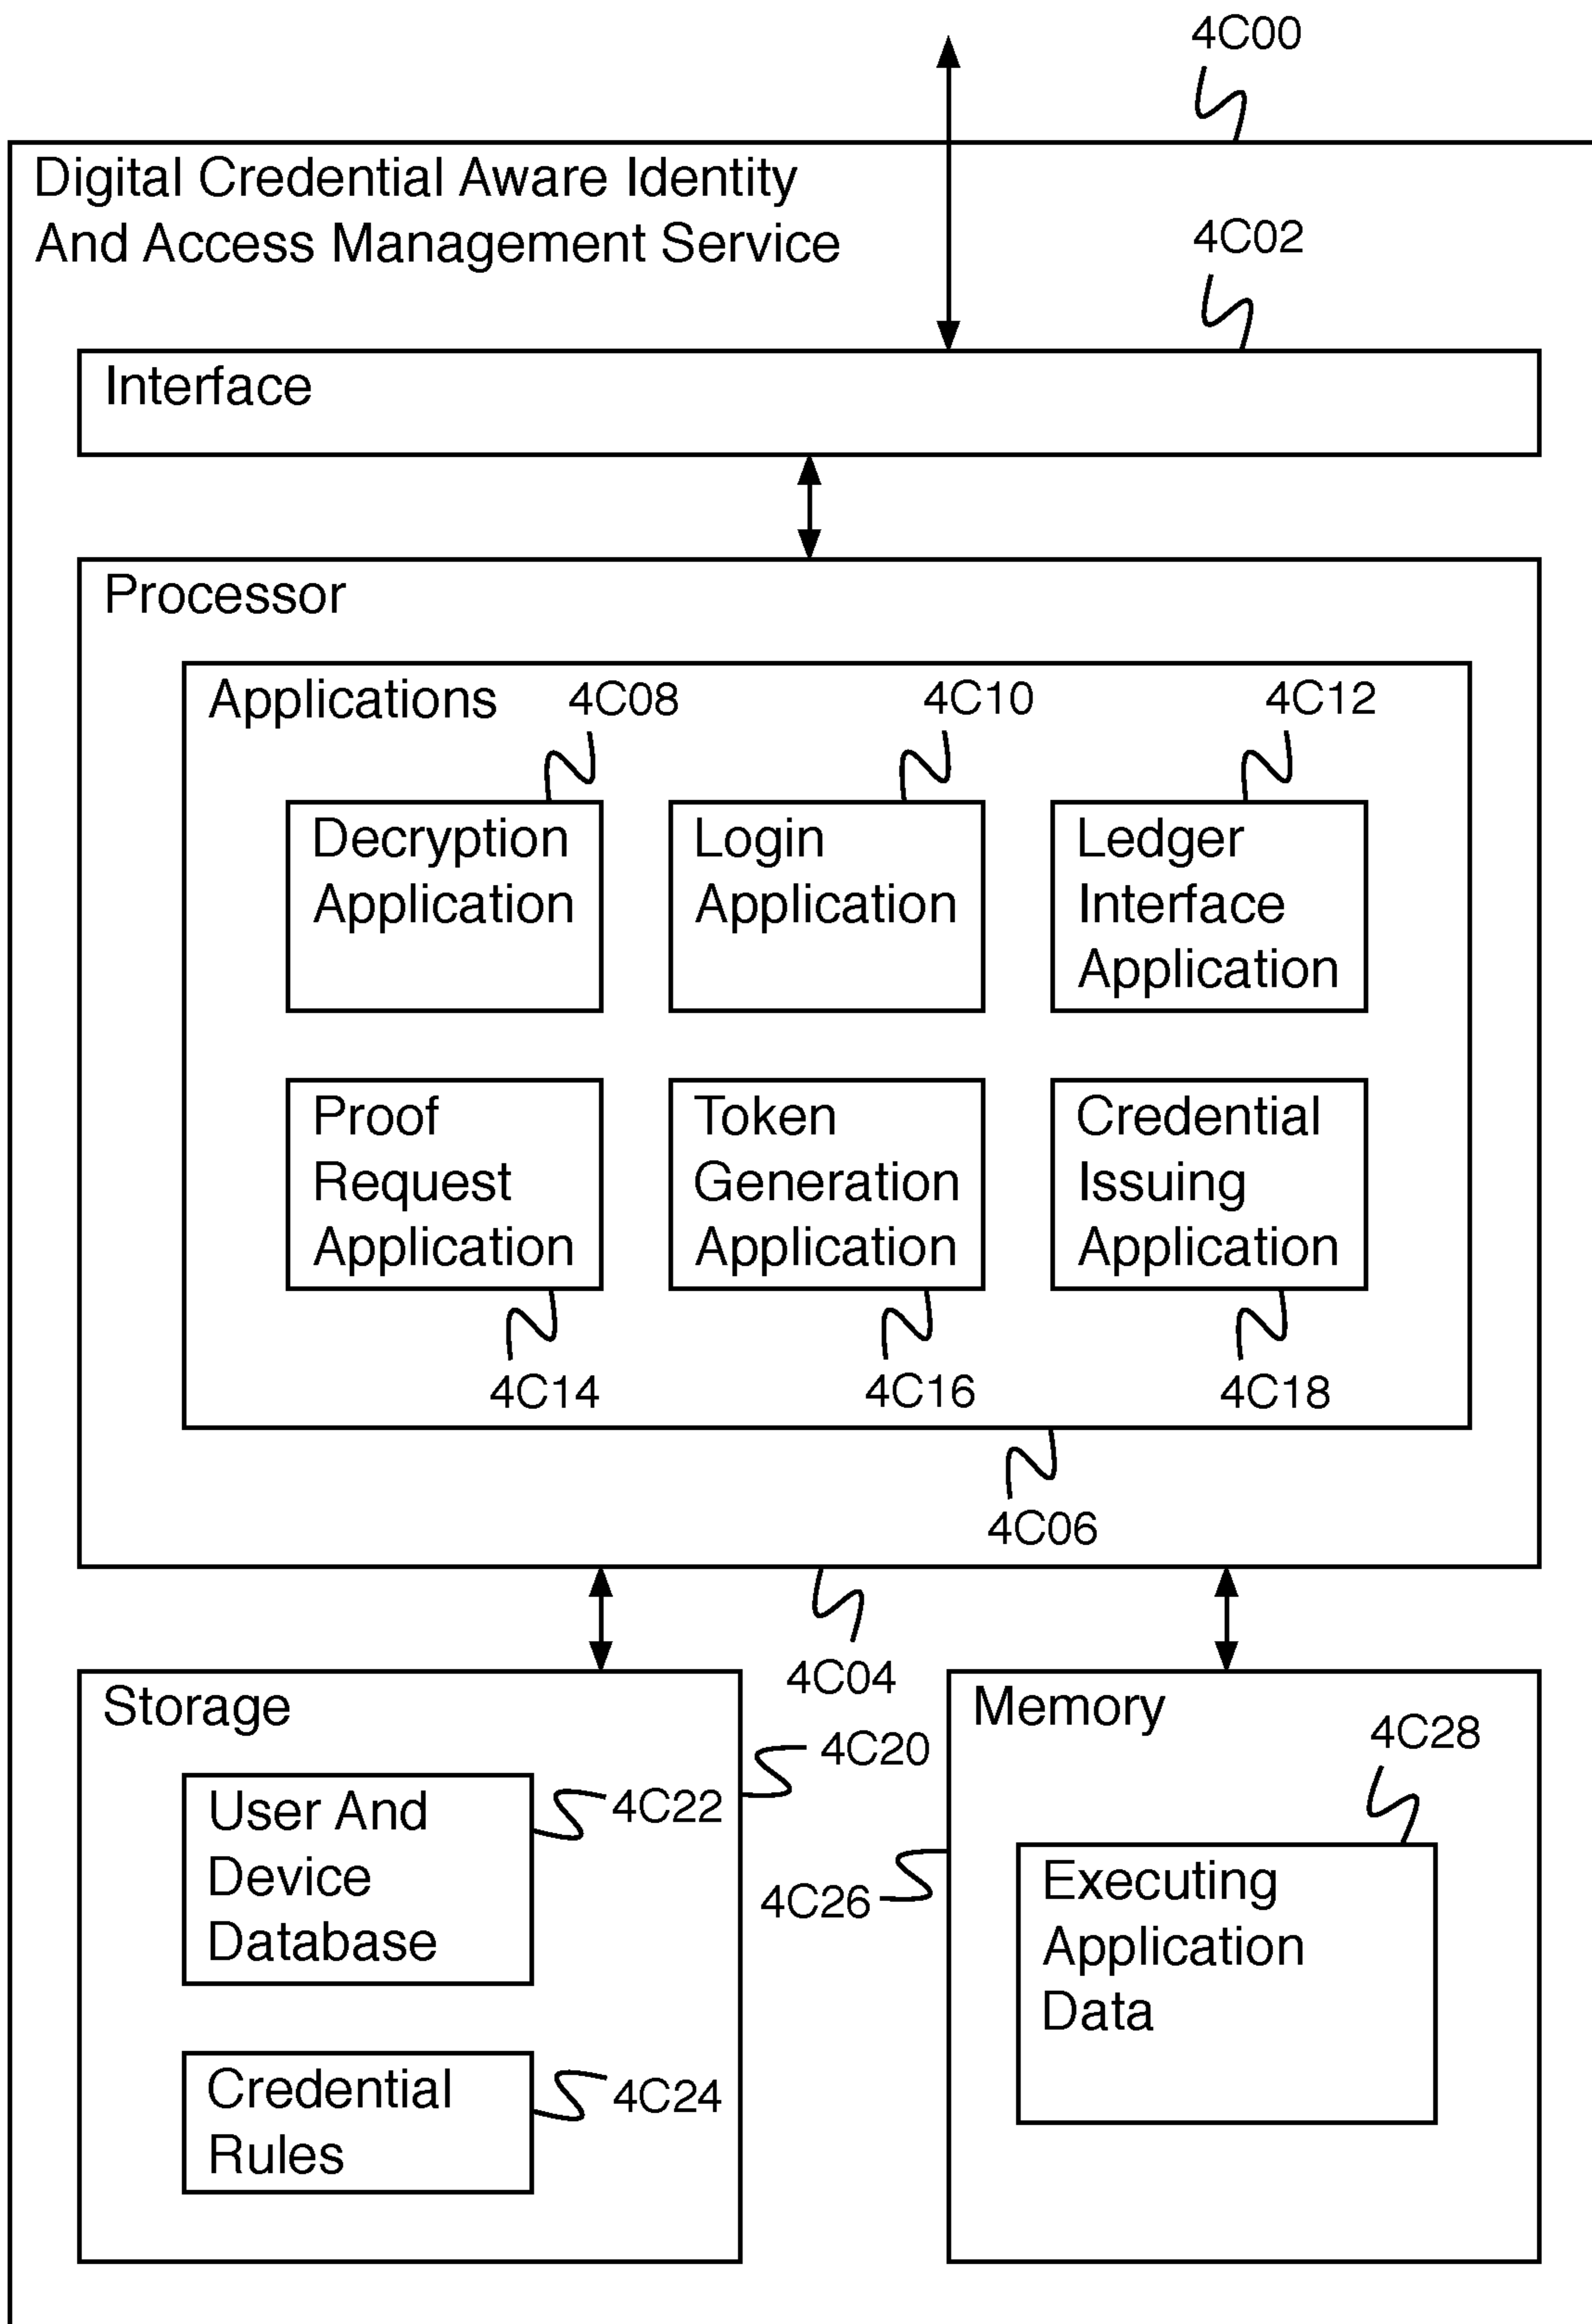 4C00
Digital Credential Aware Identity
And Access Management Service
4C02
Interface
Processor
Applications
4C08
4C10
4C12
Decryption
Application
Login
Application
Ledger
Interface
Application
Proof
Request
Application
Token
Generation
Application
Credential
Issuing
Application
4C14
4C16
4C18
4C06
4C04
Storage
4C20
User And
Device
Database
4C22
Credential
Rules
4C24
Memory
4C26
4C28
Executing
Application
Data